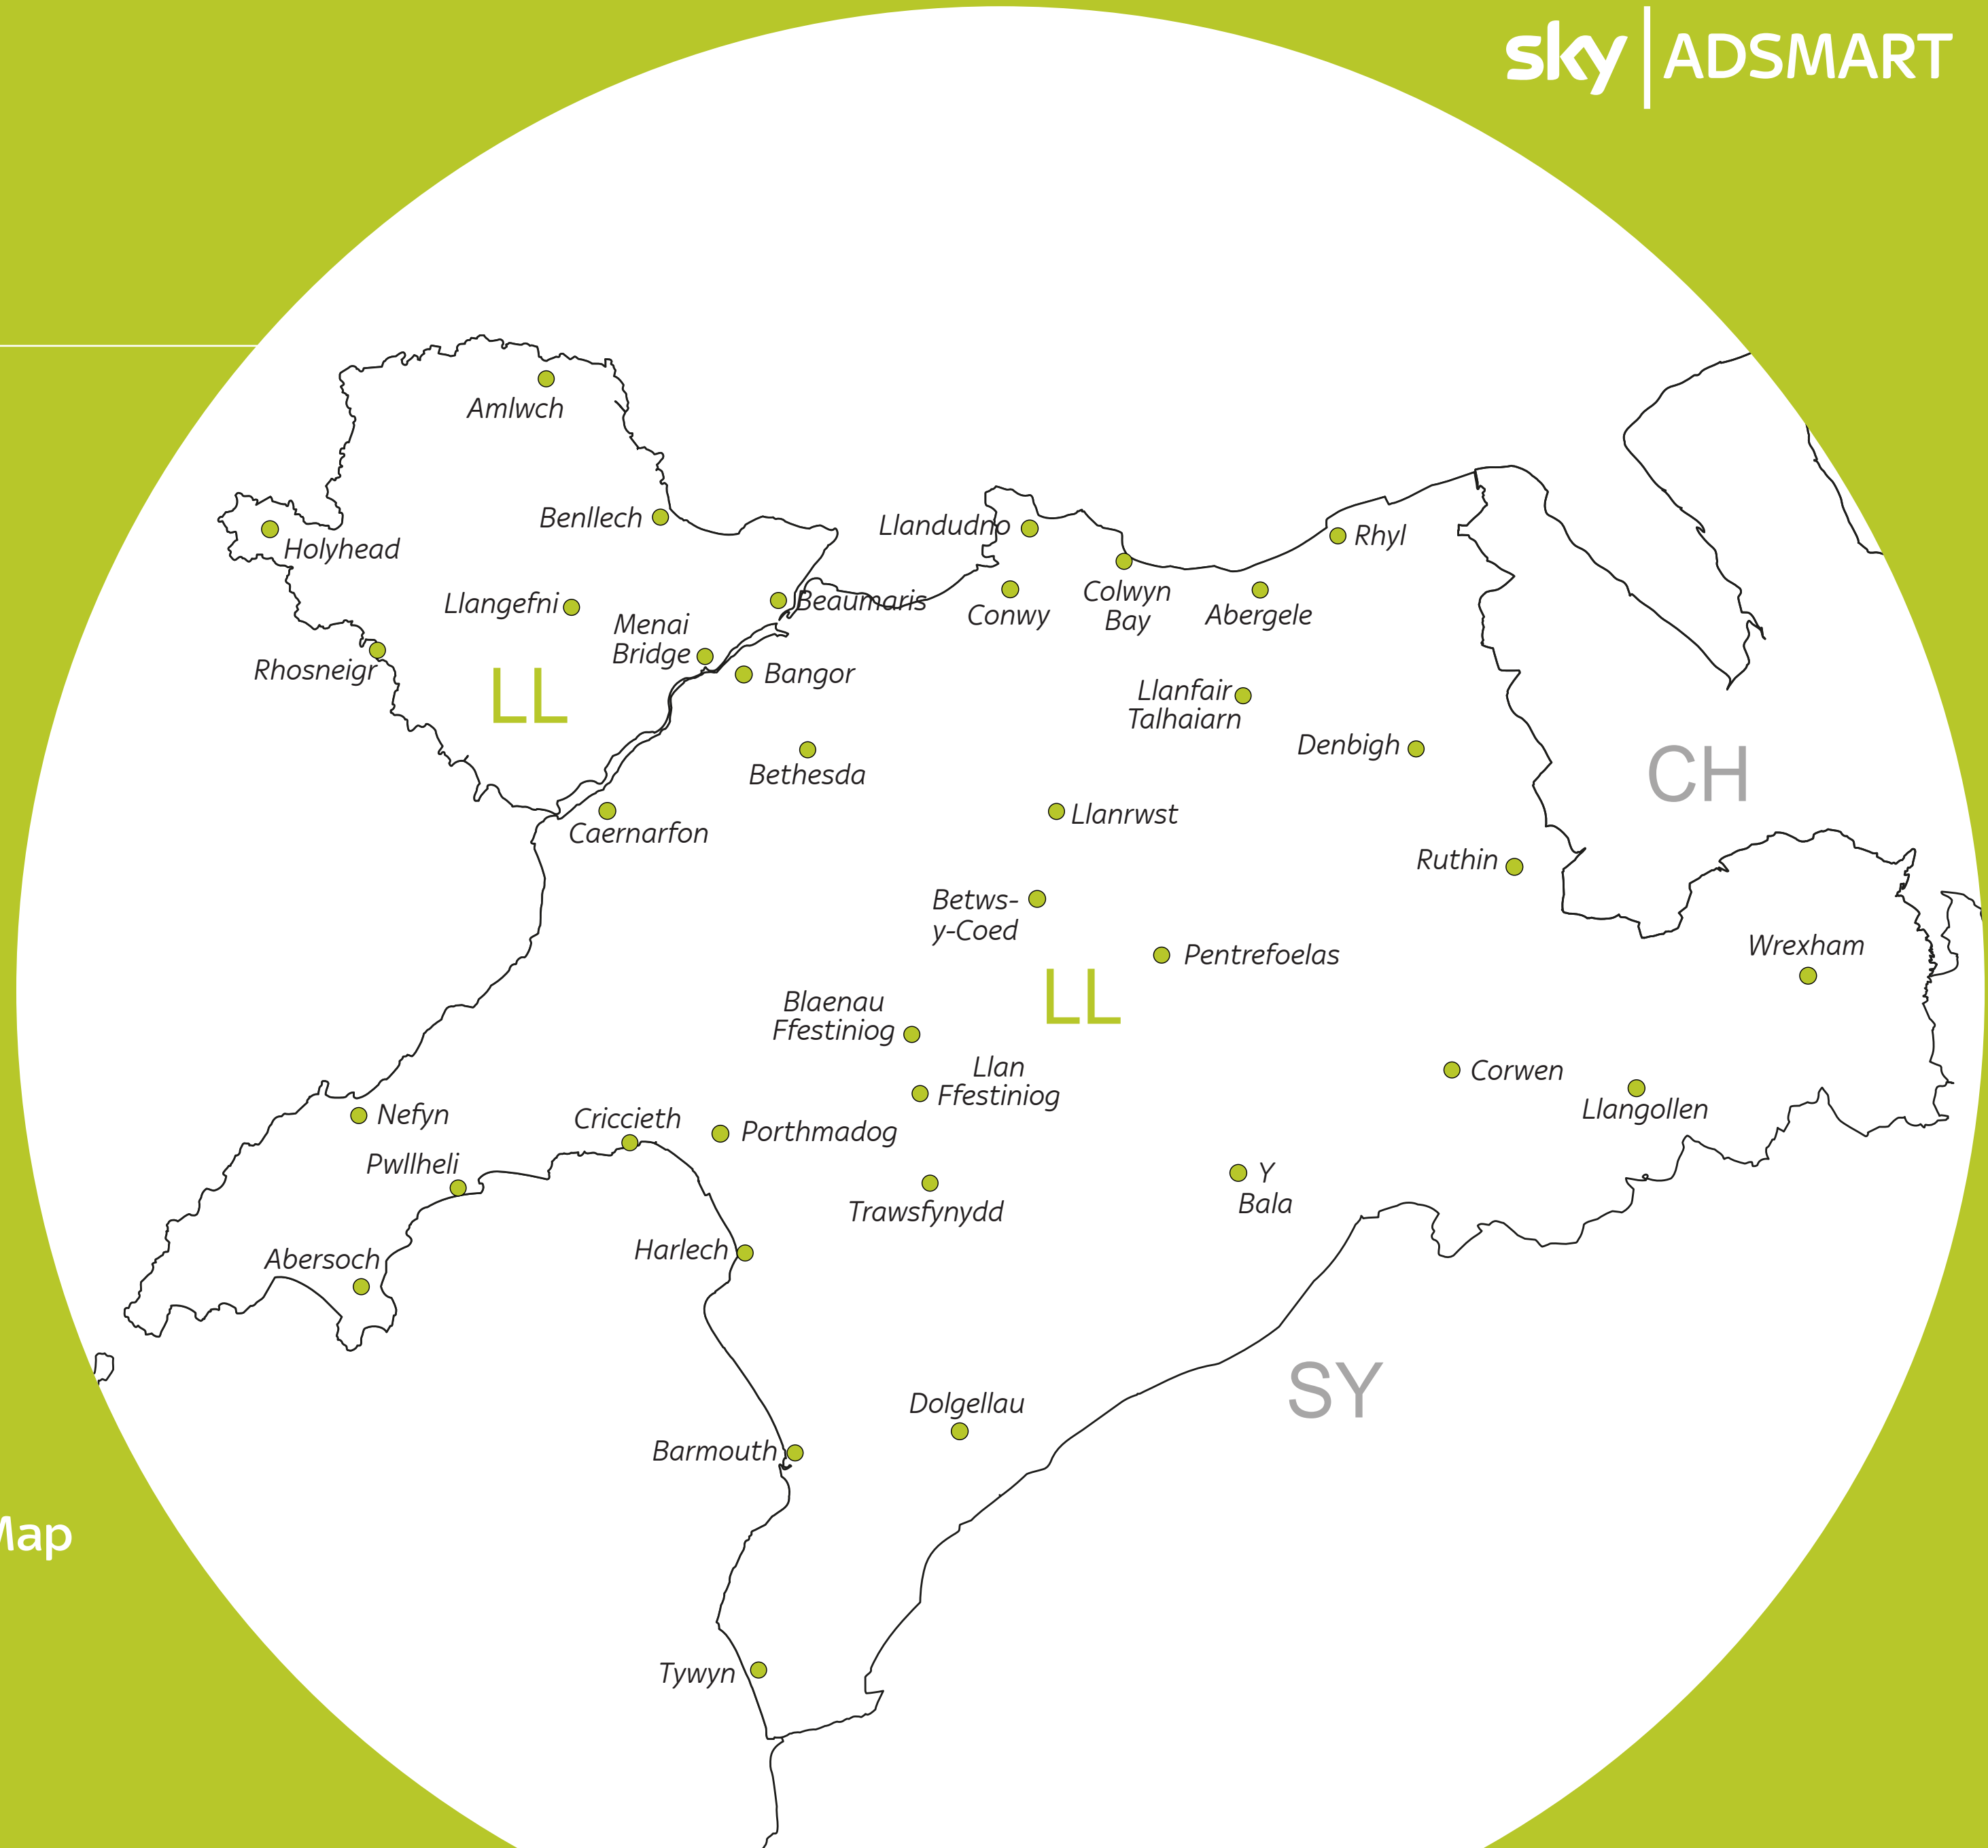 sky ADSMART
Amlwch
Benllech
Llandudno
Rhyl
Holyhead
Llangefni
Beaumaris
Conwy
Colwyn
Bay
Abergele
Menai
Bridge
Rhosneigr
Bangor
LL
Llanfair
Talhaiarn
Denbigh
CH
Bethesda
Caernarfon
Llanrwst
Ruthin
Betws-
y-Coed
Pentrefoelas
Wrexham
LL
Blaenau
Ffestiniog
Llan
Ffestiniog
Corwen
Llangollen
Nefyn
Criccieth
Porthmadog
Pwllheli
Trawsfynydd
Y
Bala
Abersoch
Harlech
SY
Dolgellau
Barmouth
Map
Tywyn